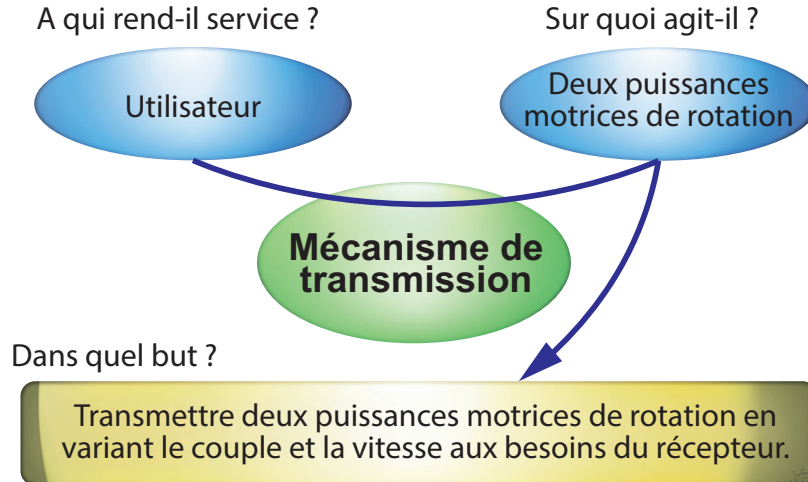 A qui rend-il service ?
Sur quoi agit-il ?
Utilisateur
Deux puissances
motrices de rotation
Mécanisme de
transmission
Dans quel but ?
Transmettre deux puissances motrices de rotation en
variant le couple et la vitesse aux besoins du récepteur.